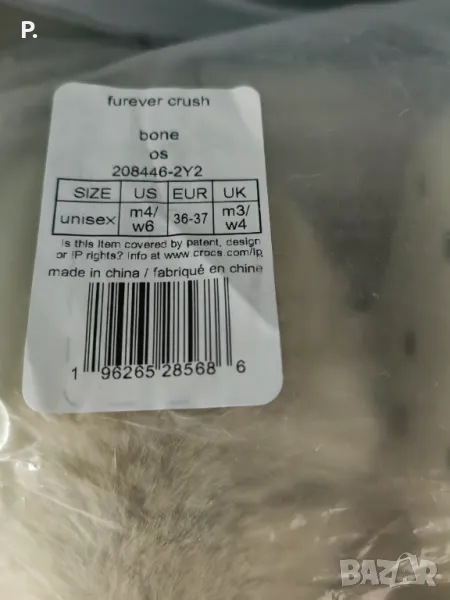 P.
furever crush
bone
os
208446-2Y2
SIZE US EUR UK
unisex m4/ w6 36-37 m3/ w4
Is this item covered by patent, design
or IP rights? Info at www crocs com/ip
made in china / fabriqué en chine
1 96265 28568 6
BAZAR